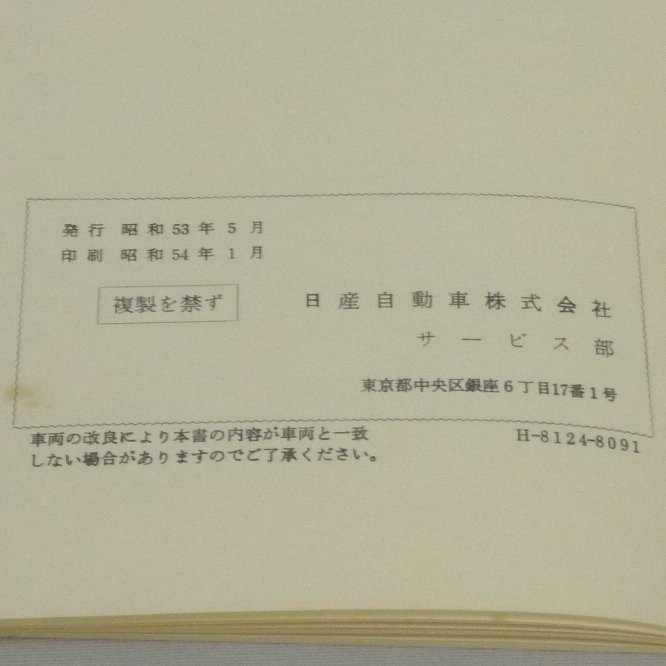 発行 昭和53年5月
印刷 昭和54年1月
複製を禁ず
日産自動車株式会社
サービス部
東京都中央区銀座6丁目17番1号
車両の改良により本書の内容が車両と一致
しない場合がありますのでご了承ください。
H-8124-8091